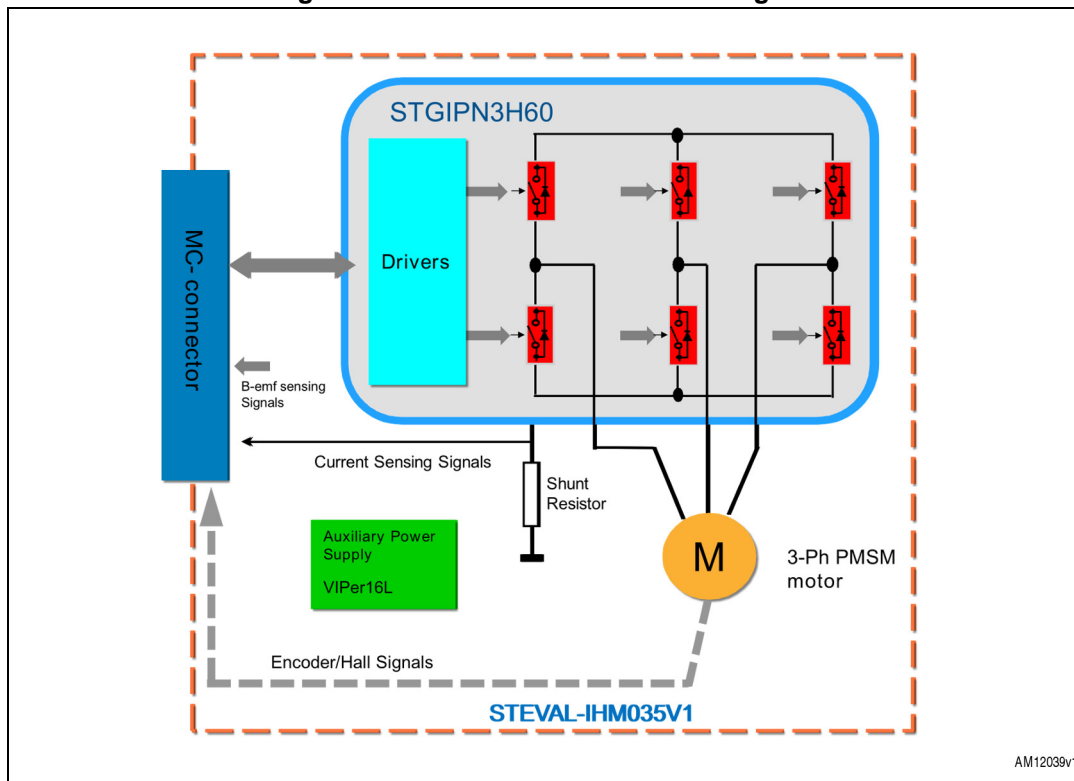 STGIPN3H60
Drivers
MC- connector
B-emf sensing
Signals
Current Sensing Signals
Shunt
Resistor
Auxiliary Power
Supply
VIPer16L
M
3-Ph PMSM
motor
Encoder/Hall Signals
STEVAL-IHM035V1